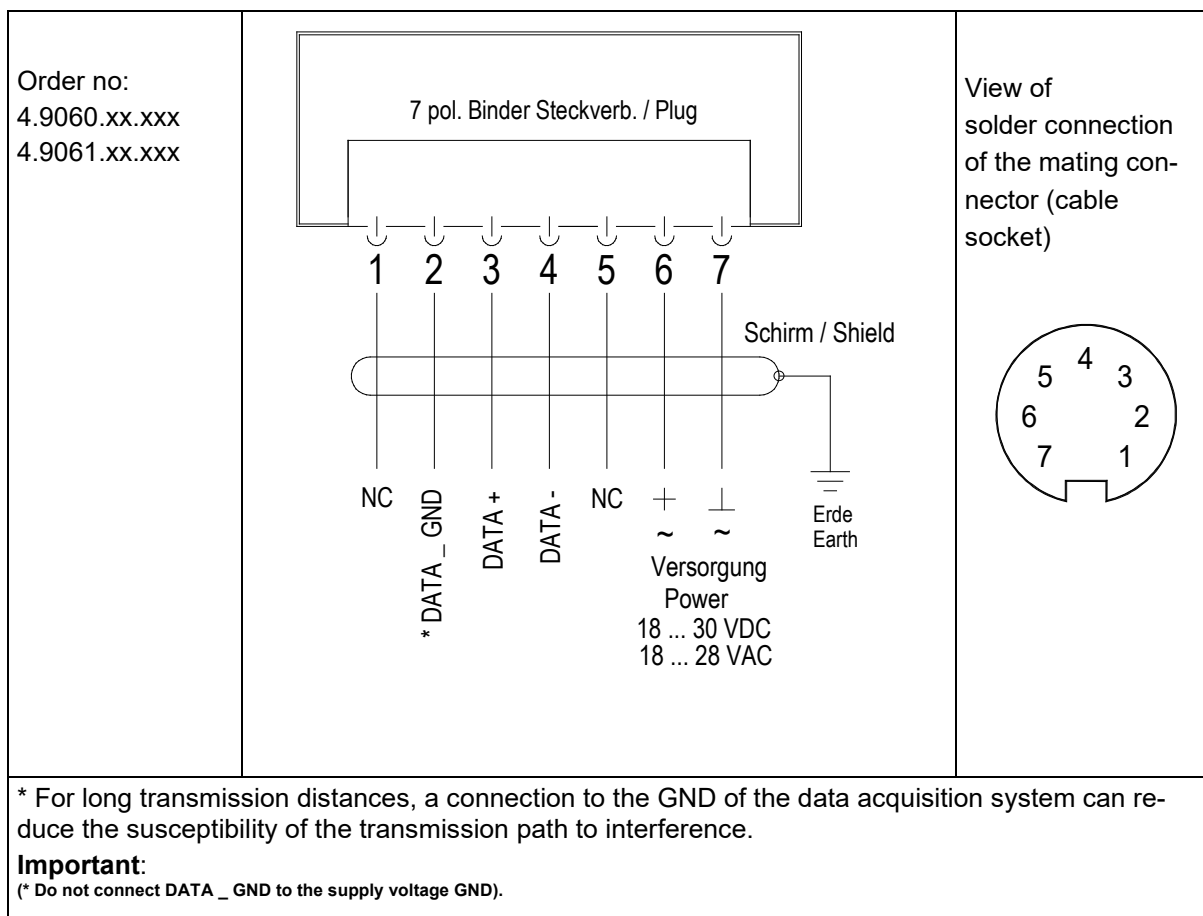 Order no:
4.9060.xx.xxx
4.9061.xx.xxx
7 pol. Binder Steckverb. / Plug
1 2 3 4 5 6 7
Schirm / Shield
NC
* DATA _ GND
DATA +
DATA -
NC
+
⊥
~ ~
Versorgung
Power
18 ... 30 VDC
18 ... 28 VAC
Erde
Earth
View of
solder connection
of the mating con-
nector (cable
socket)
4
5 3
6 2
7 1
* For long transmission distances, a connection to the GND of the data acquisition system can re-
duce the susceptibility of the transmission path to interference.
Important:
(* Do not connect DATA _ GND to the supply voltage GND).